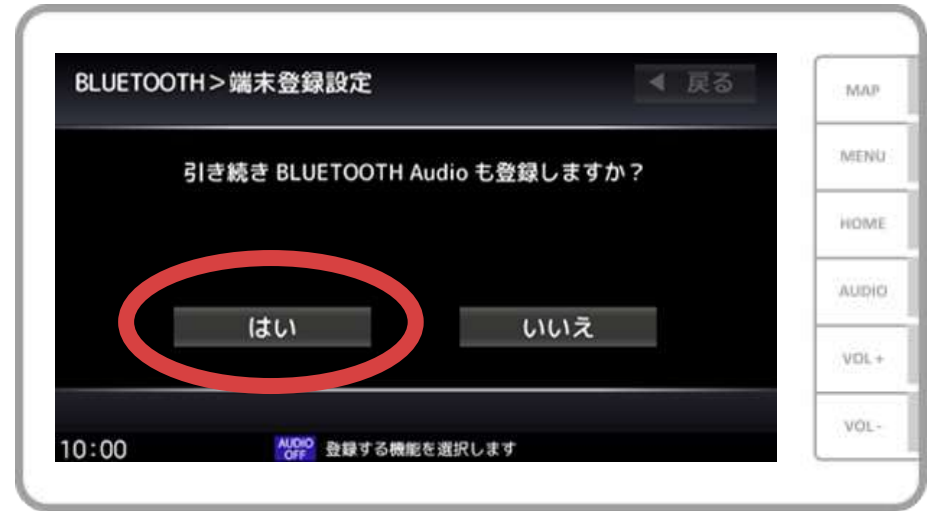 BLUETOOTH>端末登録設定
◀ 戻る
引き続き BLUETOOTH Audio も登録しますか?
はい
いいえ
10:00
AUDIO
OFF
登録する機能を選択します
MAP
MENU
HOME
AUDIO
VOL+
VOL-